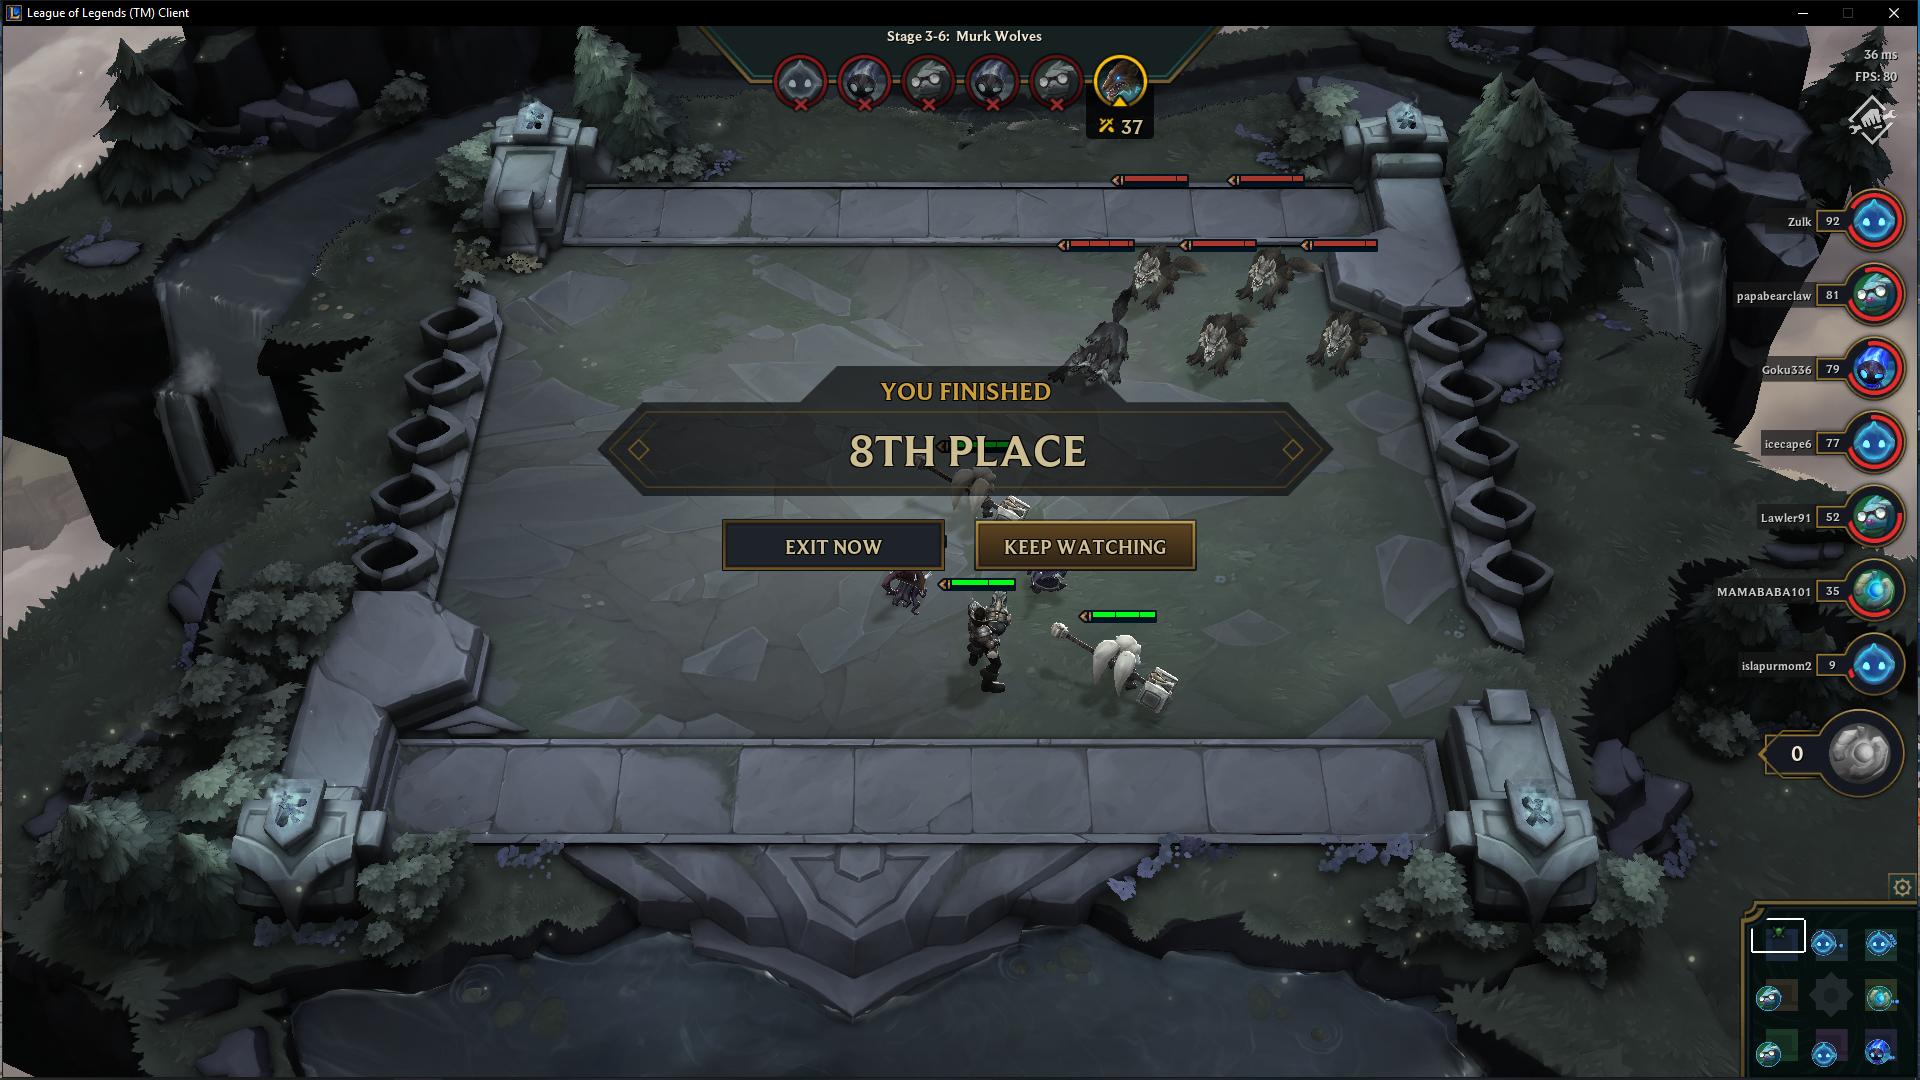 League of Legends (TM) Client
Stage 3-6: Murk Wolves
37
36 ms
FPS: 80
Zulk 92
papabearclaw 81
Goku336 79
icecape6 77
YOU FINISHED
8TH PLACE
Lawler91 52
EXIT NOW
KEEP WATCHING
MAMABABA101 35
islapurmom2 9
0